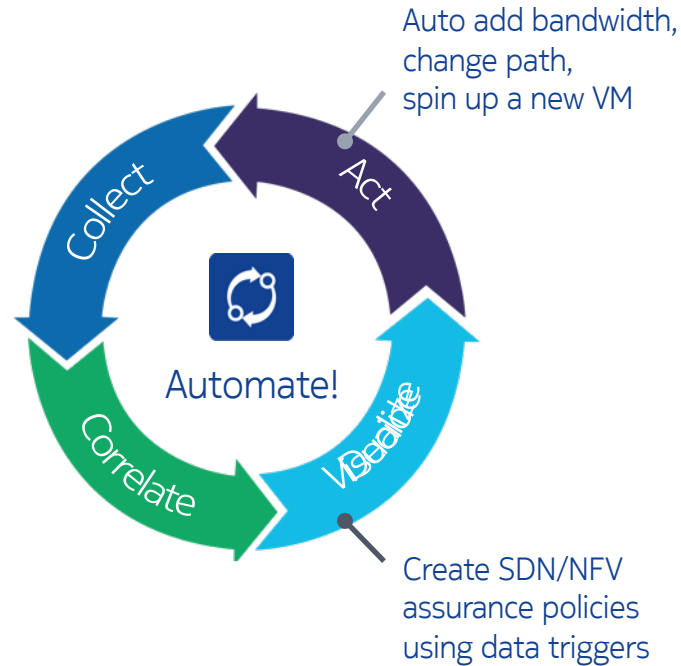 Auto add bandwidth,
change path,
spin up a new VM
Act
Collect
Automate!
Correlate
Create SDN/NFV
assurance policies
using data triggers